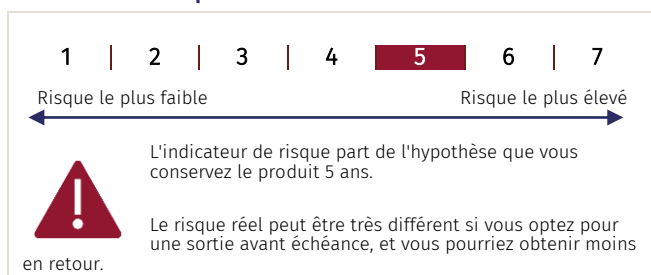 1 | 2 | 3 | 4 | 5 | 6 | 7
Risque le plus faible Risque le plus élevé
L'indicateur de risque part de l'hypothèse que vous
conservez le produit 5 ans.
Le risque réel peut être très différent si vous optez pour
une sortie avant échéance, et vous pourriez obtenir moins
en retour.